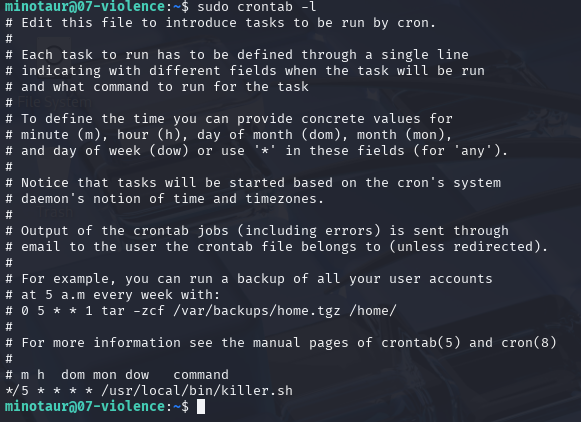 minotaur@07-violence:~$ sudo crontab -l
# Edit this file to introduce tasks to be run by cron.
#
# Each task to run has to be defined through a single line
# indicating with different fields when the task will be run
# and what command to run for the task
#
# To define the time you can provide concrete values for
# minute (m), hour (h), day of month (dom), month (mon),
# and day of week (dow) or use '*' in these fields (for 'any').
#
# Notice that tasks will be started based on the cron's system
# daemon's notion of time and timezones.
#
# Output of the crontab jobs (including errors) is sent through
# email to the user the crontab file belongs to (unless redirected).
#
# For example, you can run a backup of all your user accounts
# at 5 a.m every week with:
# 0 5 * * 1 tar -zcf /var/backups/home.tgz /home/
#
# For more information see the manual pages of crontab(5) and cron(8)
#
# m h  dom mon dow   command
*/5 * * * * /usr/local/bin/killer.sh
minotaur@07-violence:~$